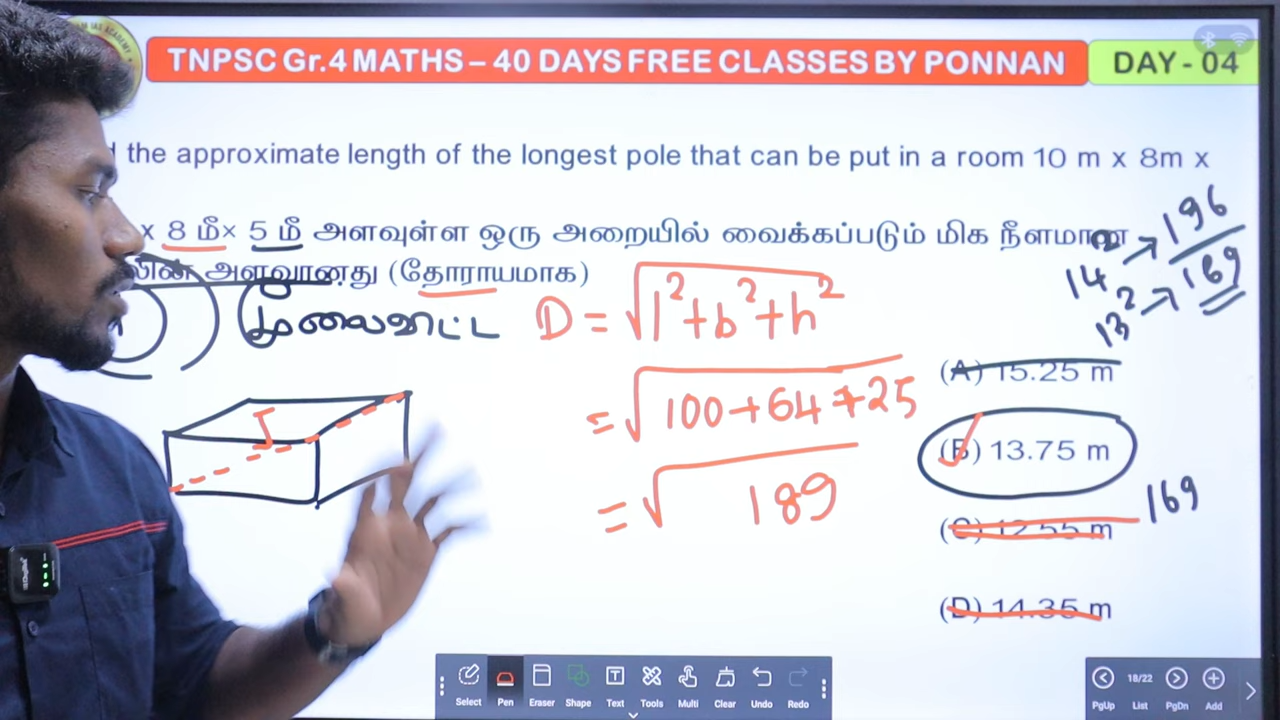 TNPSC Gr.4 MATHS – 40 DAYS FREE CLASSES BY PONNAN
DAY - 04
the approximate length of the longest pole that can be put in a room 10 m x 8m x
x 8 மீ× 5 மீ அளவுள்ள ஒரு அறையில் வைக்கப்படும் மிக நீளமான
அளவானது (தோராயமாக)
14² → 196
13² → 169
மூலைவிட்ட
D = √l²+b²+h²
= √100+64+25
= √189
(A) 15.25 m
(B) 13.75 m
(C) 12.55 m
169
(D) 14.35 m
Select Pen Eraser Shape Text Tools Multi Clear Undo Redo
18/22
PgUp List PgDn Add